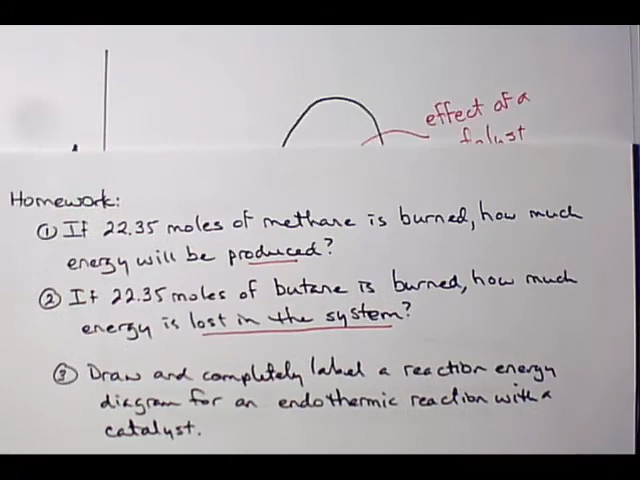 effect of a
Homework:
① If 22.35 moles of methane is burned, how much
energy will be produced?
② If 22.35 moles of butane is burned, how much
energy is lost in the system?
③ Draw and completely label a reaction energy
diagram for an endothermic reaction with a
catalyst.